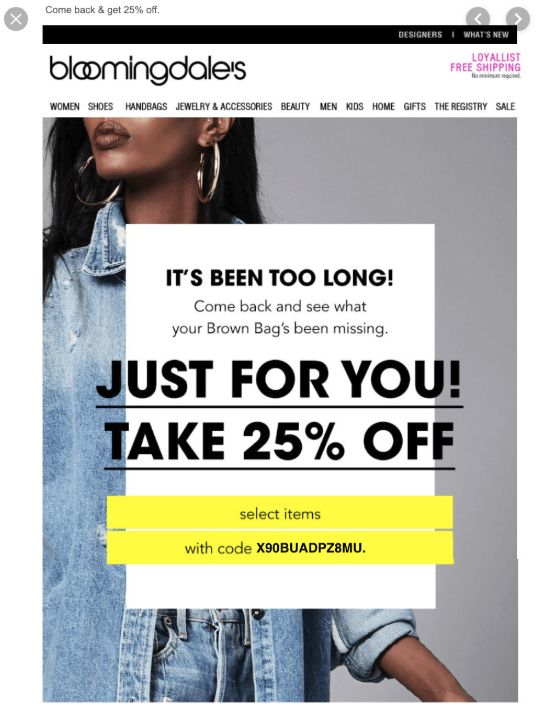 Come back & get 25% off.
DESIGNERS | WHAT'S NEW
bloomingdale's
LOYALLIST
FREE SHIPPING
No minimum required.
WOMEN SHOES HANDBAGS JEWELRY & ACCESSORIES BEAUTY MEN KIDS HOME GIFTS THE REGISTRY SALE
IT'S BEEN TOO LONG!
Come back and see what
your Brown Bag's been missing.
JUST FOR YOU!
TAKE 25% OFF
select items
with code X90BUADPZ8MU.